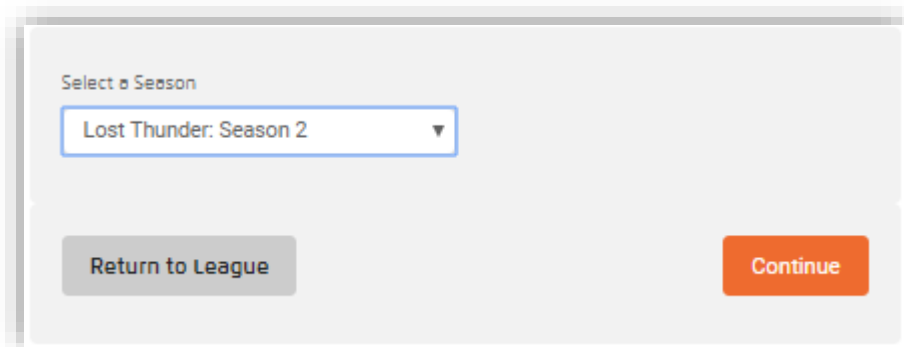 Select a Season
Lost Thunder: Season 2
Return to League
Continue